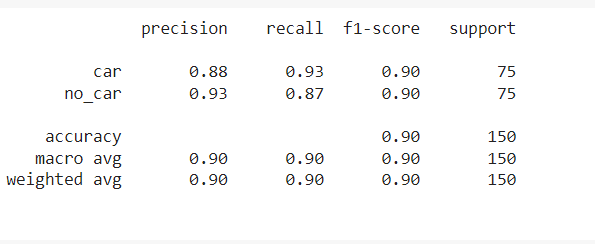 precision recall f1-score support
car 0.88 0.93 0.90 75
no_car 0.93 0.87 0.90 75
accuracy 0.90 150
macro avg 0.90 0.90 0.90 150
weighted avg 0.90 0.90 0.90 150